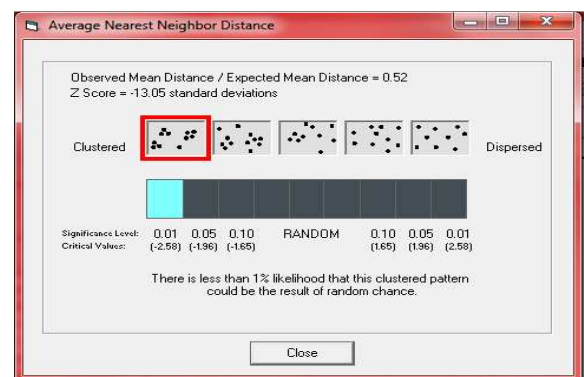 Average Nearest Neighbor Distance
Observed Mean Distance / Expected Mean Distance = 0.52
Z Score = -13.05 standard deviations
Clustered Dispersed
Significance Level: 0.01 0.05 0.10 RANDOM 0.10 0.05 0.01
Critical Values: (-2.58) (-1.96) (-1.65) (1.65) (1.96) (2.58)
There is less than 1% likelihood that this clustered pattern
could be the result of random chance.
Close